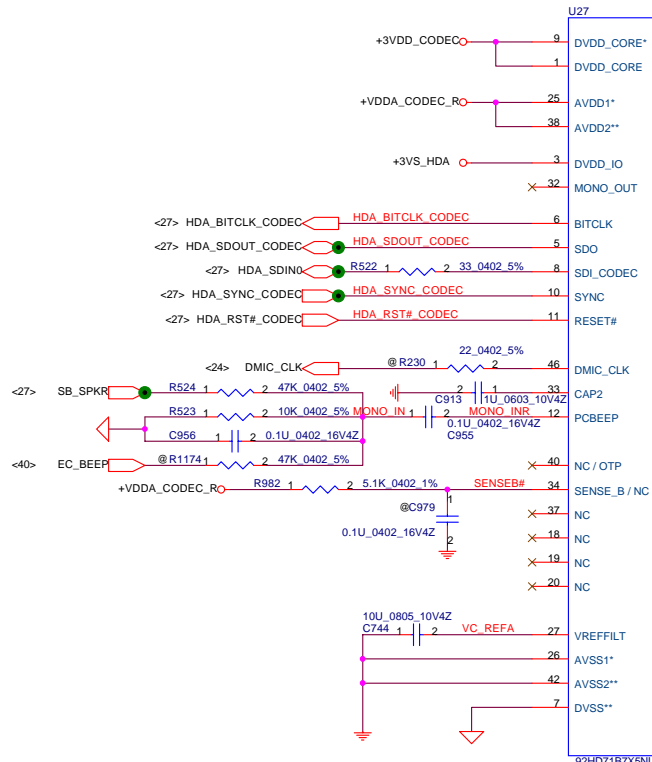 U27
+3VDD_CODEC 9 DVDD_CORE*
1 DVDD_CORE
+VDDA_CODEC_R 25 AVDD1*
38 AVDD2**
+3VS_HDA 3 DVDD_IO
32 MONO_OUT
<27> HDA_BITCLK_CODEC HDA_BITCLK_CODEC 6 BITCLK
<27> HDA_SDOUT_CODEC HDA_SDOUT_CODEC 5 SDO
<27> HDA_SDIN0 R522 1 2 33_0402_5% 8 SDI_CODEC
<27> HDA_SYNC_CODEC HDA_SYNC_CODEC 10 SYNC
<27> HDA_RST#_CODEC HDA_RST#_CODEC 11 RESET#
<24> DMIC_CLK @R230 1 2 22_0402_5% 46 DMIC_CLK
<27> SB_SPKR R524 1 2 47K_0402_5% C913 2 1 1U_0603_10V4Z 33 CAP2
R523 1 2 10K_0402_5% MONO_IN 1 2 MONO_INR 12 PCBEEP
0.1U_0402_16V4Z
C956 1 2 0.1U_0402_16V4Z C955
<40> EC_BEEP @R1174 1 2 47K_0402_5% 40 NC / OTP
+VDDA_CODEC_R R982 1 2 5.1K_0402_1% SENSEB# 34 SENSE_B / NC
1
@C979 37 NC
0.1U_0402_16V4Z 18 NC
2
19 NC
20 NC
10U_0805_10V4Z
C744 1 2 VC_REFA 27 VREFFILT
26 AVSS1*
42 AVSS2**
7 DVSS**